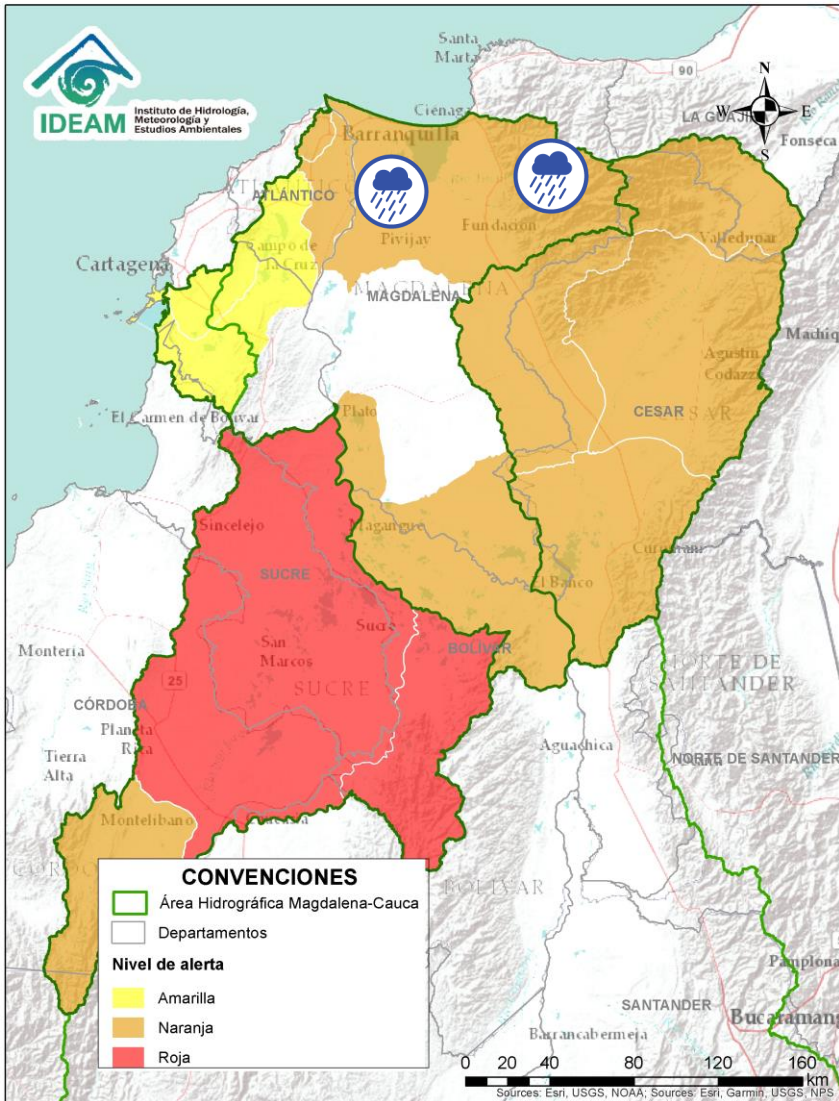 IDEAM
Instituto de Hidrología,
Meteorología y
Estudios Ambientales
Santa
Marta
90
N
W
E
S
LA GUAJI
Ciénaga
Fonseca
Barranquilla
ATLÁNTICO
Fundación
Valledupar
Pivijay
Campo de
la Cruz
Cartagena
MAGDALENA
Machiq
Agustín
Codazzi
El Carmen de Bolívar
Plato
CESAR
Sincelejo
Magangué
Curumaní
El Banco
SUCRE
Sucre
San
Marcos
BOLÍVAR
Montería
25
SUCRE
NORTE DE
SANTANDER
CÓRDOBA
Planeta
Rica
Aguachica
Tierra
Alta
NORTE DE SANTANDER
Montelíbano
Caucasia
BOLÍVAR
CONVENCIONES
Área Hidrográfica Magdalena-Cauca
Departamentos
Nivel de alerta
Amarilla
Naranja
Roja
Pamplona
SANTANDER
Bucaramang
Barrancabermeja
0 20 40 80 120 160
km
Sources: Esri, USGS, NOAA; Sources: Esri, Garmin, USGS, NPS